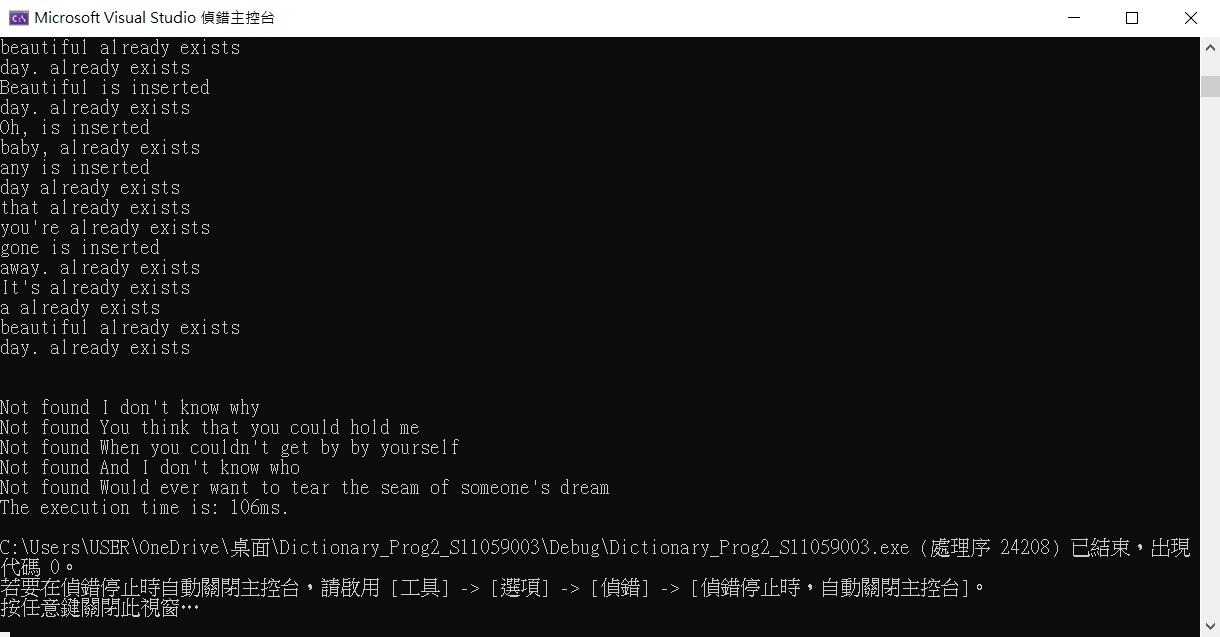 Microsoft Visual Studio 偵錯主控台
beautiful already exists
day. already exists
Beautiful is inserted
day. already exists
Oh, is inserted
baby, already exists
any is inserted
day already exists
that already exists
you're already exists
gone is inserted
away. already exists
It's already exists
a already exists
beautiful already exists
day. already exists
Not found I don't know why
Not found You think that you could hold me
Not found When you couldn't get by by yourself
Not found And I don't know who
Not found Would ever want to tear the seam of someone's dream
The execution time is: 106ms.
C:\Users\USER\OneDrive\桌面\Dictionary_Prog2_S11059003\Debug\Dictionary_Prog2_S11059003.exe (處理序 24208) 已結束，出現
代碼 0。
若要在偵錯停止時自動關閉主控台，請啟用 [工具] -> [選項] -> [偵錯] -> [偵錯停止時，自動關閉主控台]。
按任意鍵關閉此視窗…